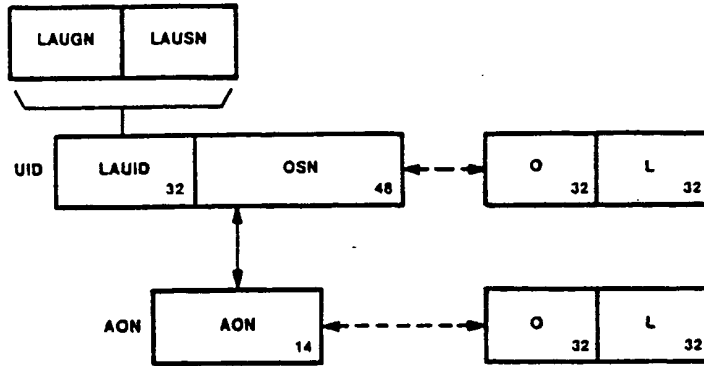 LAUGN LAUSN
UID LAUID 32 OSN 48 O 32 L 32
AON AON 14 O 32 L 32